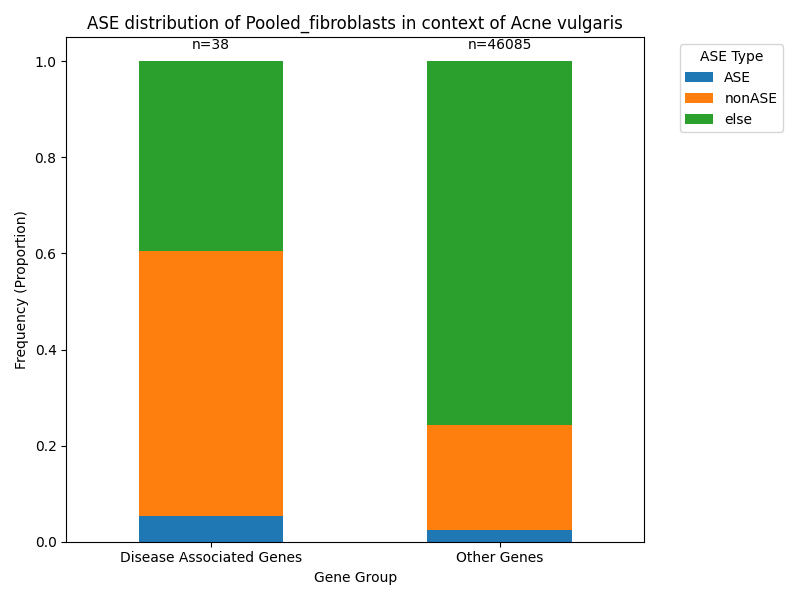 ASE distribution of Pooled_fibroblasts in context of Acne vulgaris
n=38
n=46085
ASE Type
ASE
nonASE
else
1.0
0.8
0.6
0.4
0.2
0.0
Frequency (Proportion)
Disease Associated Genes
Other Genes
Gene Group